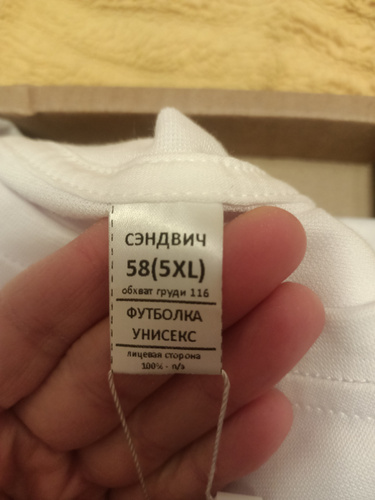 СЭНДВИЧ
58(5XL)
обхват груди 116
ФУТБОЛКА
УНИСЕКС
лицевая сторона
100% - п/э